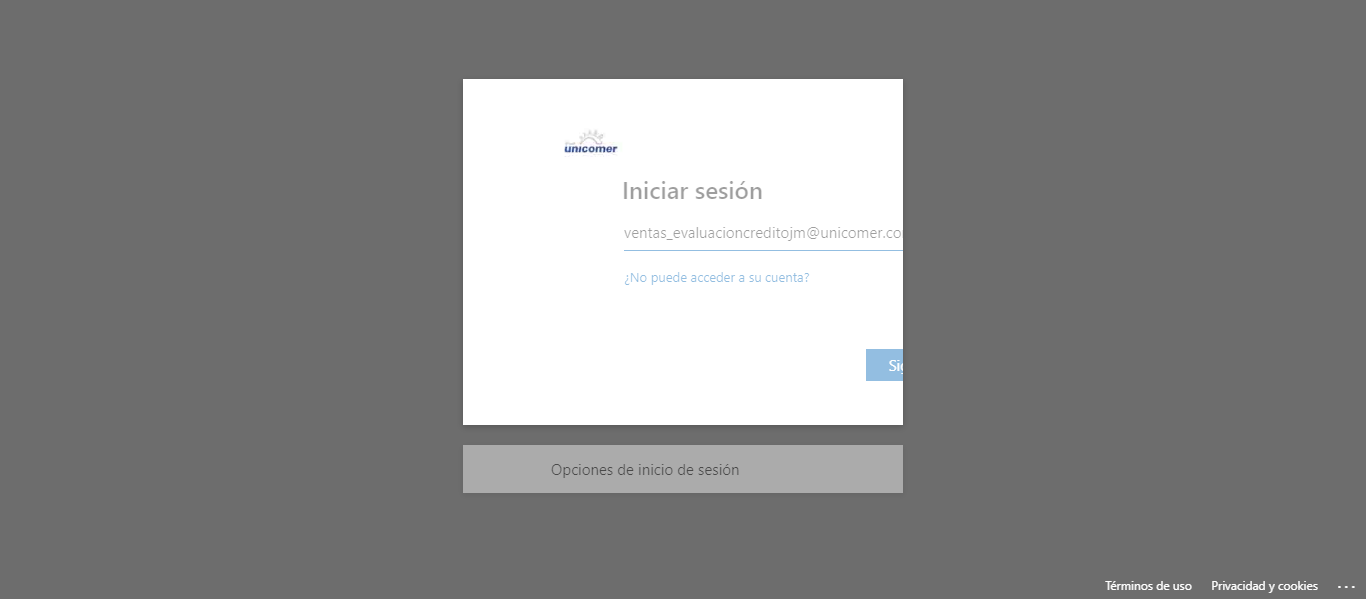 unicomer
Iniciar sesión
ventas_evaluacioncreditojm@unicomer.co
¿No puede acceder a su cuenta?
Sig
Opciones de inicio de sesión
Términos de uso
Privacidad y cookies